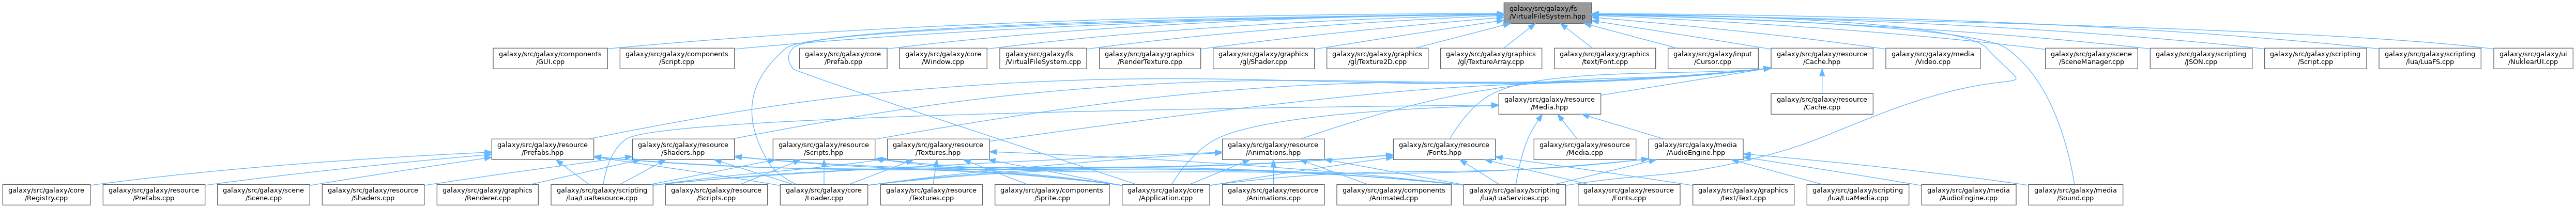 galaxy/src/galaxy/fs
/VirtualFileSystem.hpp
galaxy/src/galaxy/components
/GUI.cpp
galaxy/src/galaxy/components
/Script.cpp
galaxy/src/galaxy/core
/Prefab.cpp
galaxy/src/galaxy/core
/Window.cpp
galaxy/src/galaxy/fs
/VirtualFileSystem.cpp
galaxy/src/galaxy/graphics
/RenderTexture.cpp
galaxy/src/galaxy/graphics
/gl/Shader.cpp
galaxy/src/galaxy/graphics
/gl/Texture2D.cpp
galaxy/src/galaxy/graphics
/gl/TextureArray.cpp
galaxy/src/galaxy/graphics
/text/Font.cpp
galaxy/src/galaxy/input
/Cursor.cpp
galaxy/src/galaxy/resource
/Cache.hpp
galaxy/src/galaxy/media
/Video.cpp
galaxy/src/galaxy/scene
/SceneManager.cpp
galaxy/src/galaxy/scripting
/JSON.cpp
galaxy/src/galaxy/scripting
/Script.cpp
galaxy/src/galaxy/scripting
/lua/LuaFS.cpp
galaxy/src/galaxy/ui
/NuklearUI.cpp
galaxy/src/galaxy/resource
/Media.hpp
galaxy/src/galaxy/resource
/Cache.cpp
galaxy/src/galaxy/resource
/Prefabs.hpp
galaxy/src/galaxy/resource
/Shaders.hpp
galaxy/src/galaxy/resource
/Scripts.hpp
galaxy/src/galaxy/resource
/Textures.hpp
galaxy/src/galaxy/resource
/Animations.hpp
galaxy/src/galaxy/resource
/Fonts.hpp
galaxy/src/galaxy/resource
/Media.cpp
galaxy/src/galaxy/media
/AudioEngine.hpp
galaxy/src/galaxy/core
/Registry.cpp
galaxy/src/galaxy/resource
/Prefabs.cpp
galaxy/src/galaxy/scene
/Scene.cpp
galaxy/src/galaxy/resource
/Shaders.cpp
galaxy/src/galaxy/graphics
/Renderer.cpp
galaxy/src/galaxy/scripting
/lua/LuaResource.cpp
galaxy/src/galaxy/resource
/Scripts.cpp
galaxy/src/galaxy/core
/Loader.cpp
galaxy/src/galaxy/resource
/Textures.cpp
galaxy/src/galaxy/components
/Sprite.cpp
galaxy/src/galaxy/core
/Application.cpp
galaxy/src/galaxy/resource
/Animations.cpp
galaxy/src/galaxy/components
/Animated.cpp
galaxy/src/galaxy/scripting
/lua/LuaServices.cpp
galaxy/src/galaxy/resource
/Fonts.cpp
galaxy/src/galaxy/graphics
/text/Text.cpp
galaxy/src/galaxy/scripting
/lua/LuaMedia.cpp
galaxy/src/galaxy/media
/AudioEngine.cpp
galaxy/src/galaxy/media
/Sound.cpp